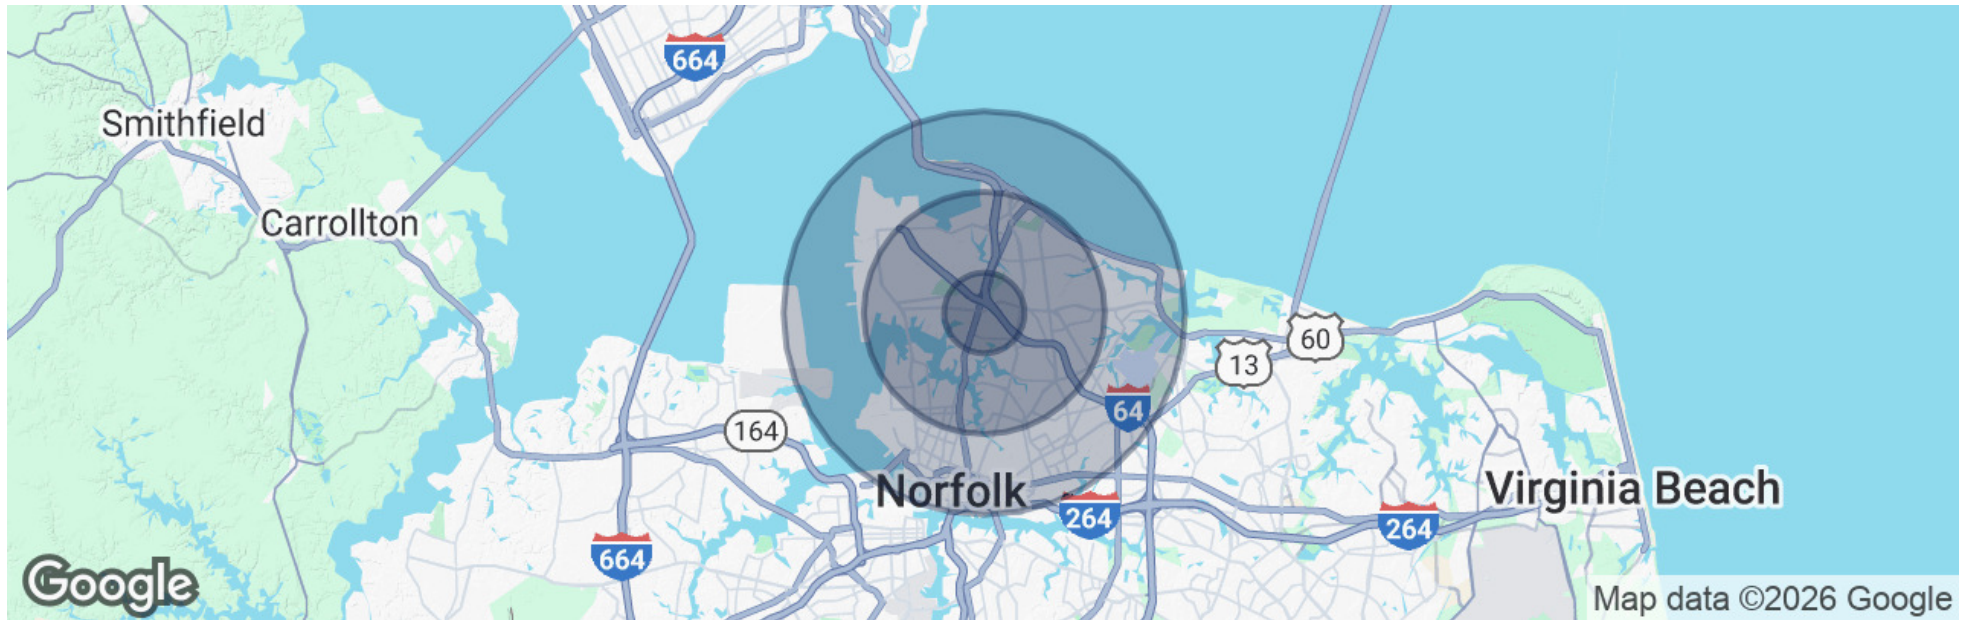 664
Smithfield
Carrollton
60
13
64
164
Norfolk
Virginia Beach
264
264
664
Google
Map data ©2026 Google